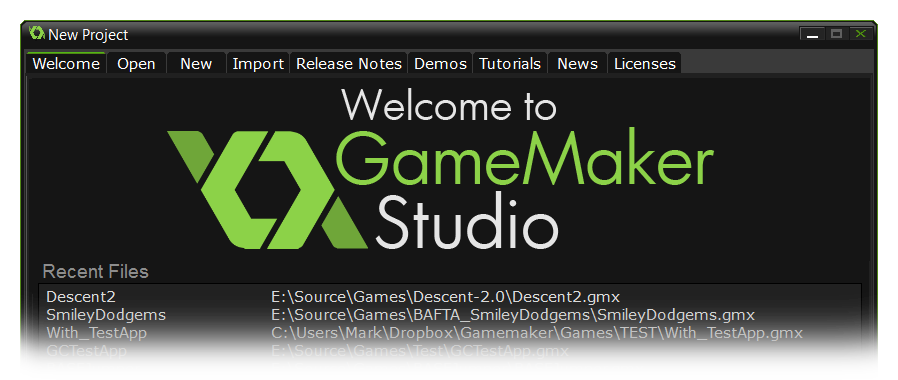 New Project
Welcome Open New Import Release Notes Demos Tutorials News Licenses
Welcome to
GameMaker
Studio
Recent Files
Descent2 E:\Source\Games\Descent-2.0\Descent2.gmx
SmileyDodgems E:\Source\Games\BAFTA_SmileyDodgems\SmileyDodgems.gmx
With_TestApp C:\Users\Mark\Dropbox\Gamemaker\Games\TEST\With_TestApp.gmx
GCTestApp E:\Source\Games\Test\GCTestApp.gmx